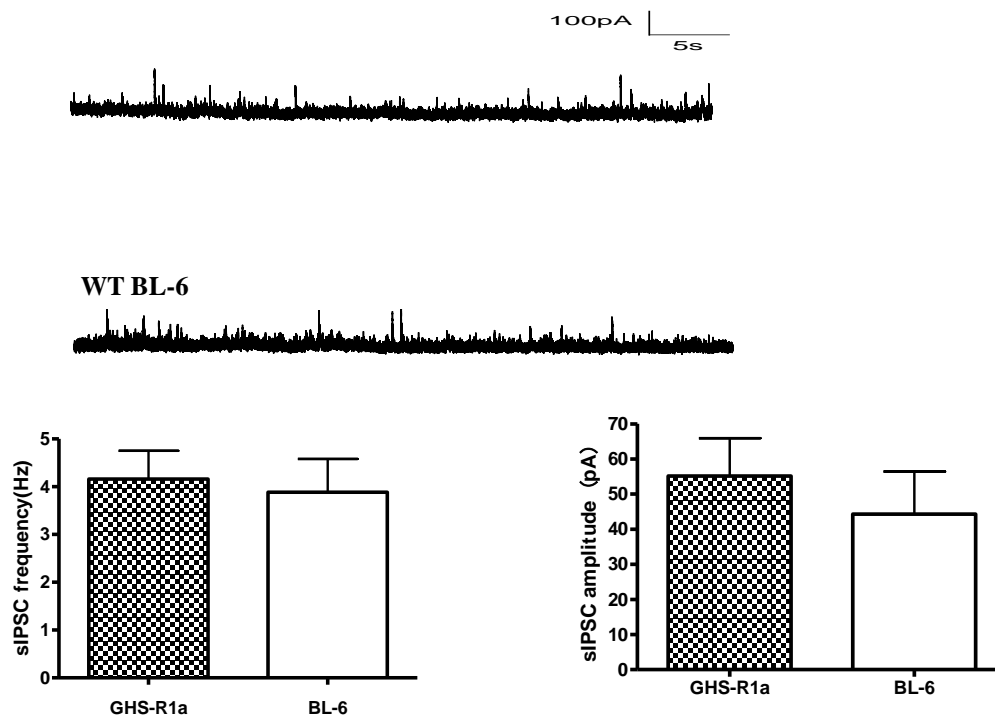 100pA
5s
WT BL-6
sIPSC frequency(Hz)
5
4
3
2
1
0
GHS-R1a
BL-6
sIPSC amplitude (pA)
70
60
50
40
30
20
10
0
GHS-R1a
BL-6